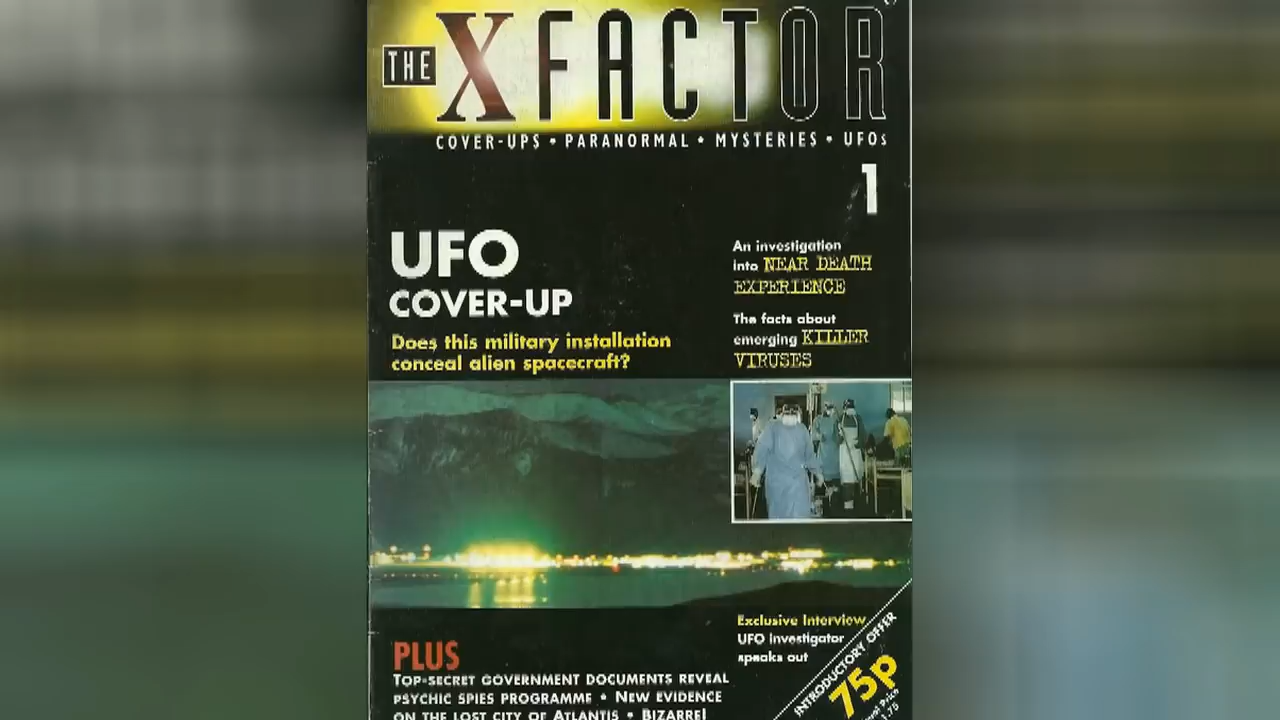 THE X FACTOR
COVER-UPS • PARANORMAL • MYSTERIES • UFOs
1
UFO
COVER-UP
Does this military installation
conceal alien spacecraft?
An investigation
into NEAR DEATH
EXPERIENCE
The facts about
emerging KILLER
VIRUSES
Exclusive Interview
UFO investigator
speaks out
PLUS
TOP-SECRET GOVERNMENT DOCUMENTS REVEAL
PSYCHIC SPIES PROGRAMME • NEW EVIDENCE
ON THE LOST CITY OF ATLANTIS • BIZARRE
INTRODUCTORY OFFER
75p